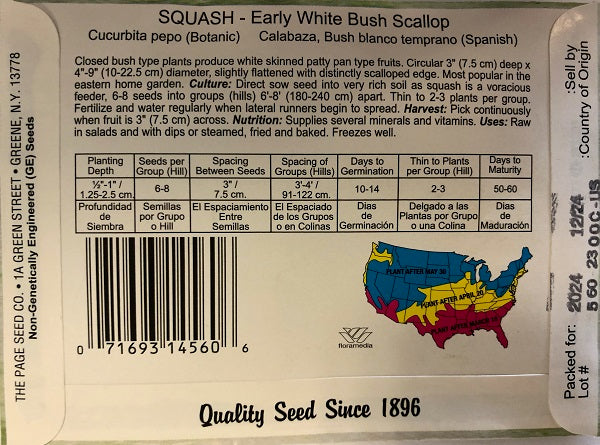 SQUASH - Early White Bush Scallop
Cucurbita pepo (Botanic) Calabaza, Bush blanco temprano (Spanish)
Closed bush type plants produce white skinned patty pan type fruits. Circular 3" (7.5 cm) deep x
4"-9" (10-22.5 cm) diameter, slightly flattened with distinctly scalloped edge. Most popular in the
eastern home garden. Culture: Direct sow seed into very rich soil as squash is a voracious
feeder, 6-8 seeds into groups (hills) 6'-8' (180-240 cm) apart. Thin to 2-3 plants per group.
Fertilize and water regularly when lateral runners begin to spread. Harvest: Pick continuously
when fruit is 3" (7.5 cm) across. Nutrition: Supplies several minerals and vitamins. Uses: Raw
in salads and with dips or steamed, fried and baked. Freezes well.
Planting Depth Seeds per Group (Hill) Spacing Between Seeds Spacing of Groups (Hills) Days to Germination Thin to Plants per Group (Hill) Days to Maturity
½"-1" / 1.25-2.5 cm. 6-8 3" / 7.5 cm. 3'-4' / 91-122 cm. 10-14 2-3 50-60
Profundidad de Siembra Semillas por Grupo o Hill El Espaciamiento Entre Semillas El Espaciado de los Grupos o en Colinas Dias de Germinación Delgado a las Plantas por Grupo o una Colina Dias de Maduración
PLANT AFTER MAY 30
PLANT AFTER APRIL 20
PLANT AFTER MARCH 10
floramedia
0 71693 14560 6
Quality Seed Since 1896
THE PAGE SEED CO. • 1A GREEN STREET • GREENE, N.Y. 13778
Non-Genetically Engineered (GE) Seeds
:Sell by
:Country of Origin
Packed for: 2024 12/24
Lot # 5 60 23 00C-US